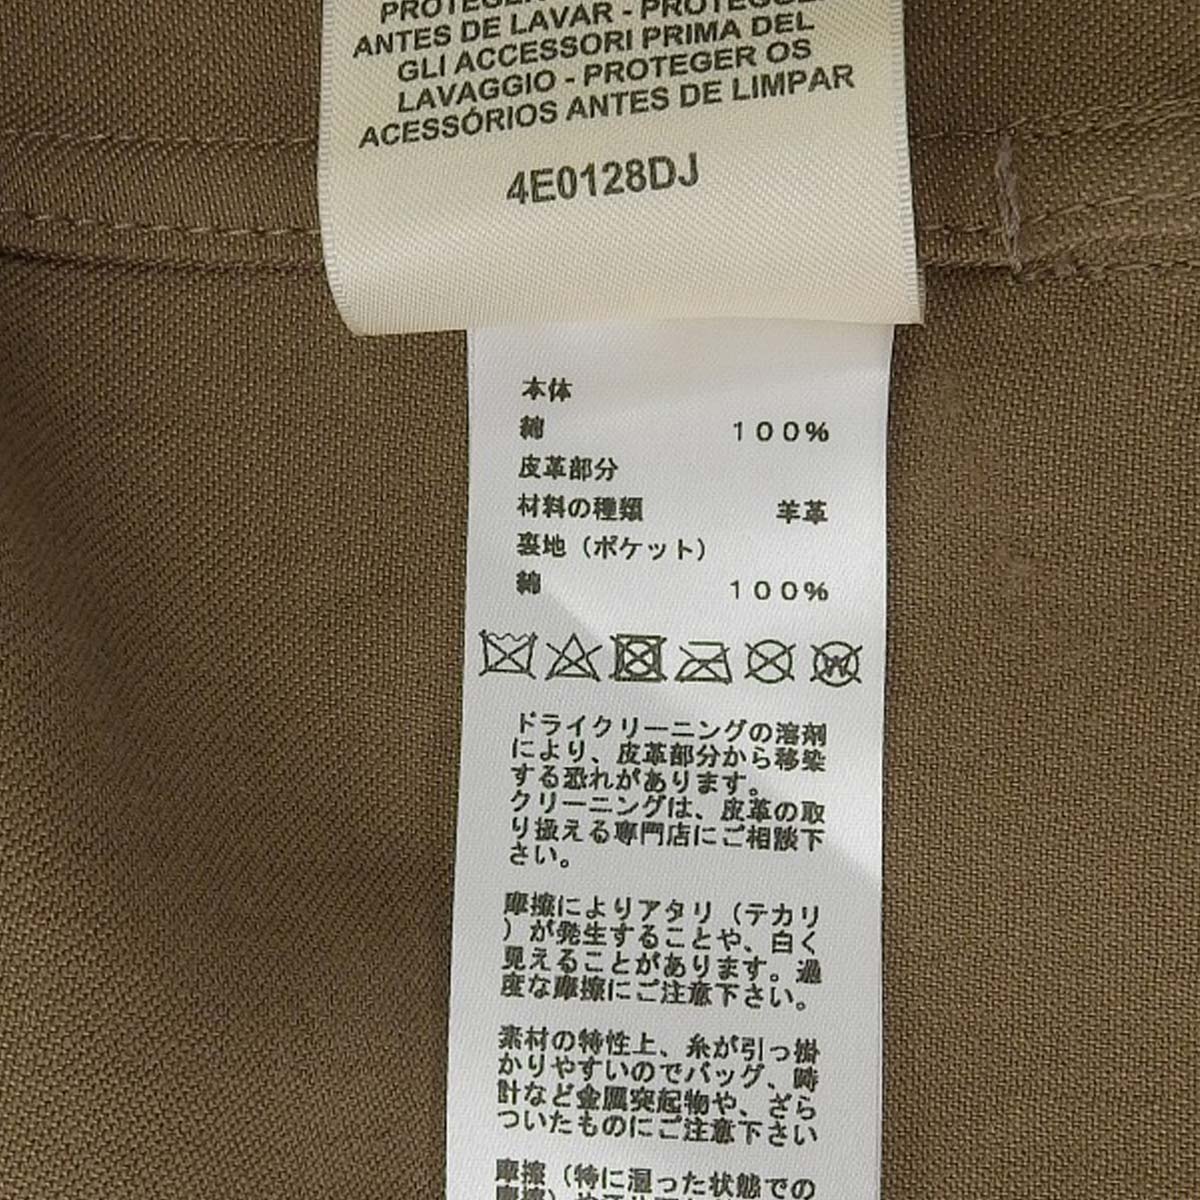 PROTEGER
ANTES DE LAVAR - PROTEGGE
GLI ACCESSORI PRIMA DEL
LAVAGGIO - PROTEGER OS
ACESSÓRIOS ANTES DE LIMPAR
4E0128DJ
本体
綿 100%
皮革部分
材料の種類 羊革
裏地(ポケット)
綿 100%
W
ドライクリーニングの溶剤
により、皮革部分から移染
する恐れがあります。
クリーニングは、皮革の取
り扱える専門店にご相談下
さい。
摩擦によりアタリ(テカリ
)が発生することや、白く
見えることがあります。過
度な摩擦にご注意下さい。
素材の特性上、糸が引っ掛
かりやすいのでバッグ、時
計など金属突起物や、ざら
ついたものにご注意下さい
摩擦(特に湿った状態での